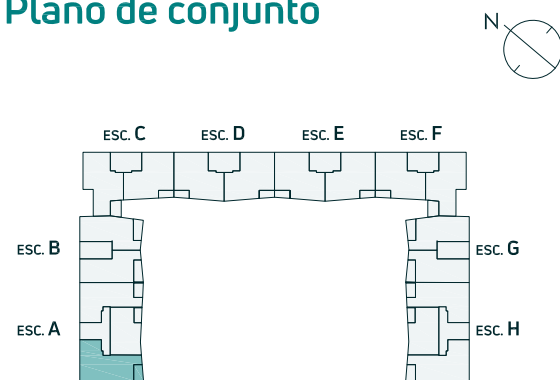 Plano de conjunto
N
ESC. C ESC. D ESC. E ESC. F
ESC. B ESC. G
ESC. A ESC. H